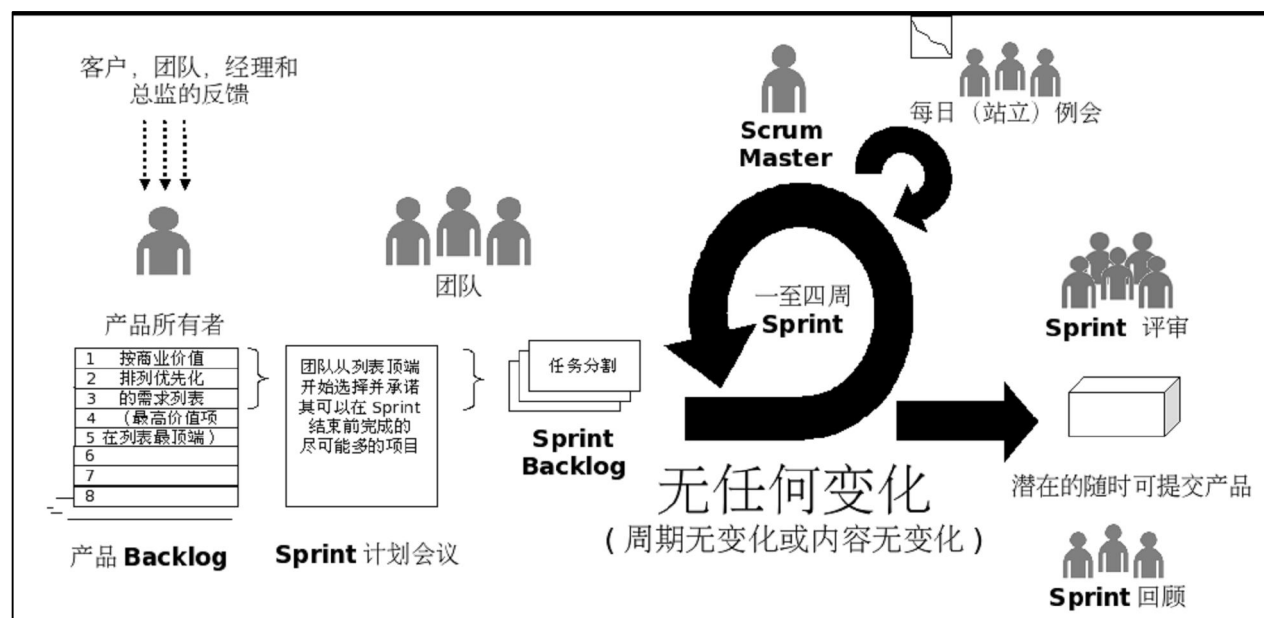 客户，团队，经理和
总监的反馈
产品所有者
1 按商业价值
2 排列优先化
3 的需求列表
4 （最高价值项
5 在列表最顶端）
6
7
8
产品 Backlog
团队
团队从列表顶端
开始选择并承诺
其可以在 Sprint
结束前完成的
尽可能多的项目
Sprint 计划会议
任务分割
Sprint
Backlog
Scrum
Master
每日（站立）例会
一至四周
Sprint
无任何变化
（周期无变化或内容无变化）
Sprint 评审
潜在的随时可提交产品
Sprint 回顾